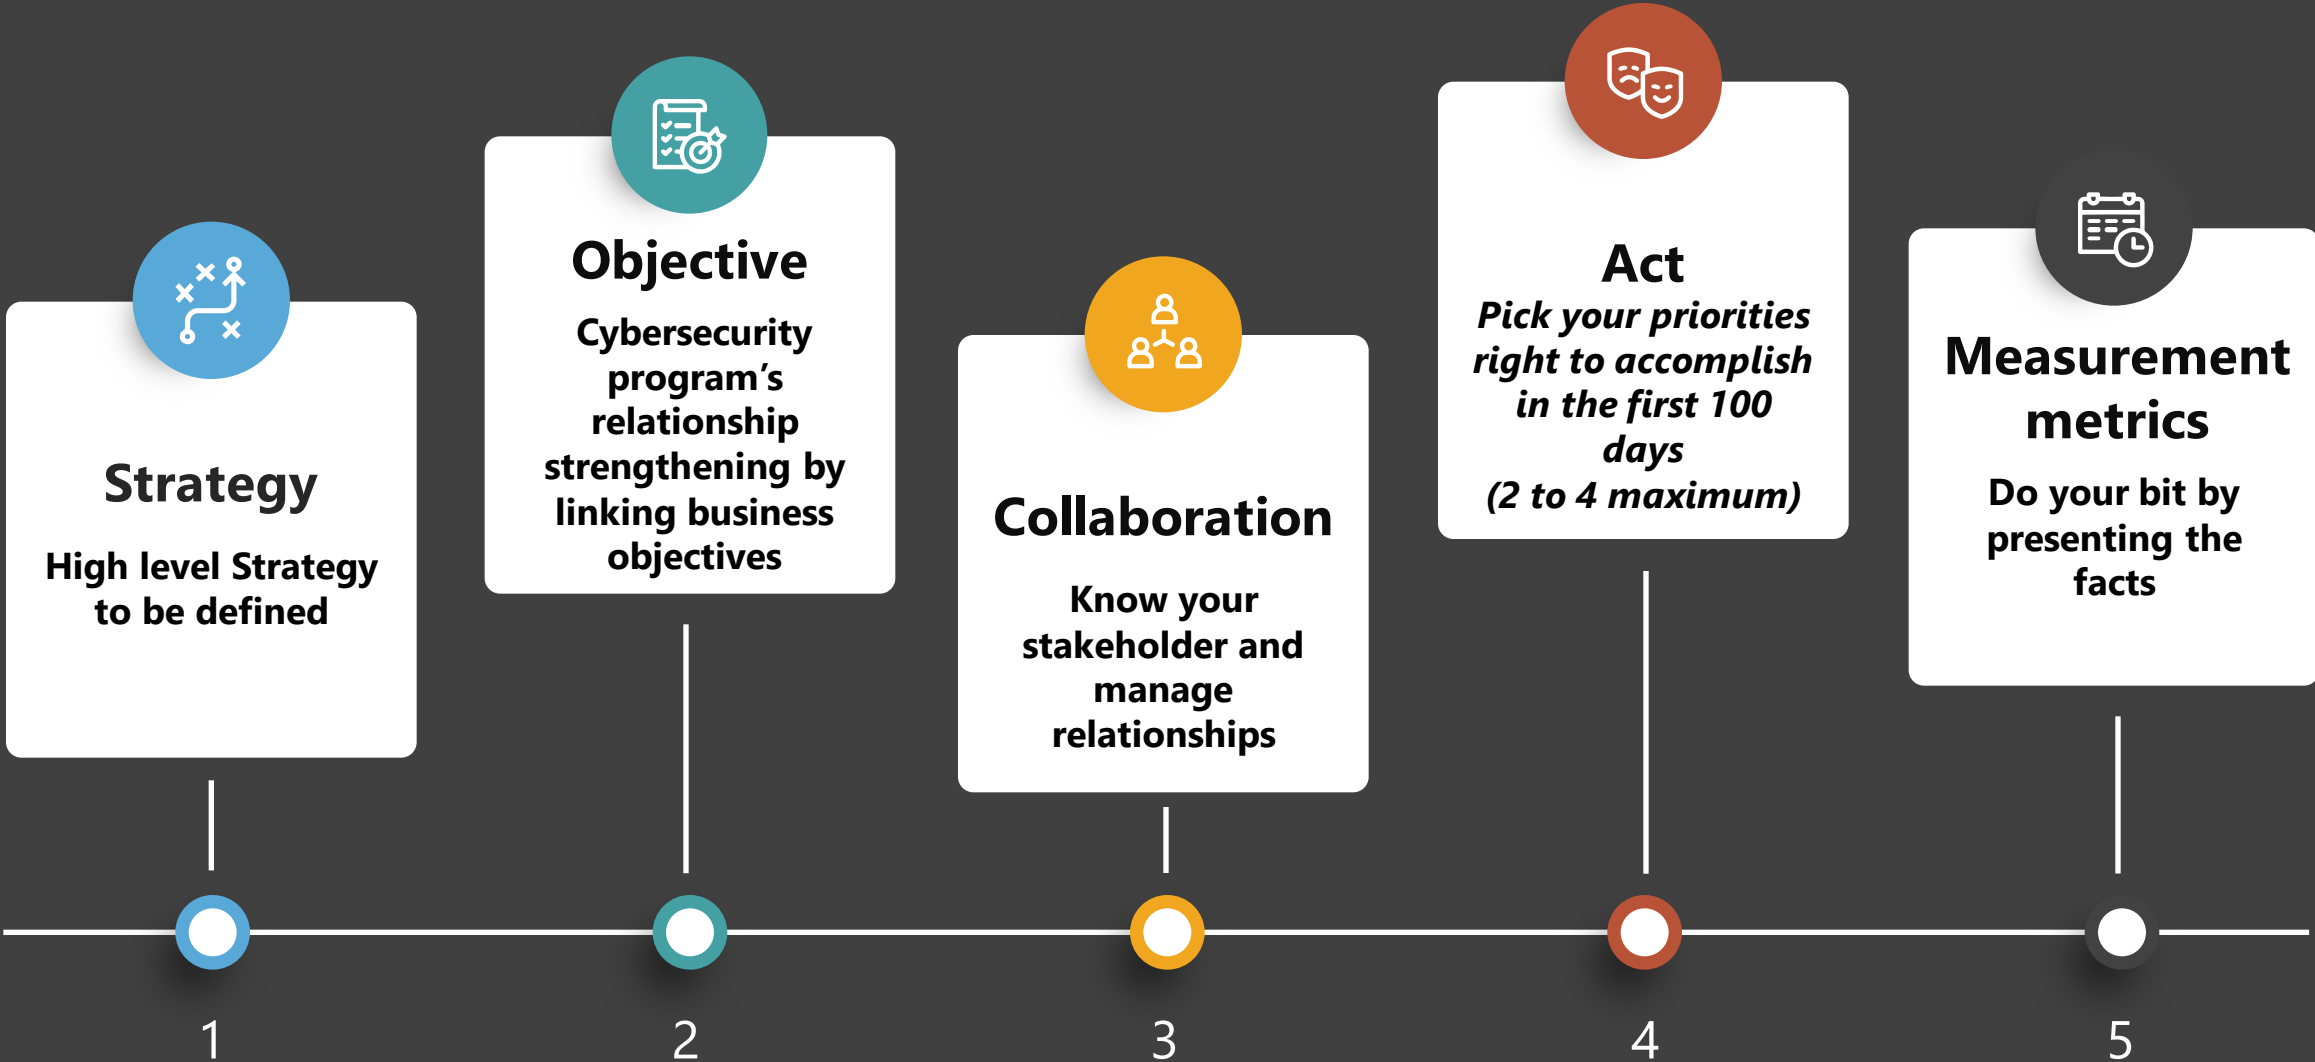 Strategy
High level Strategy
to be defined
Objective
Cybersecurity
program’s
relationship
strengthening by
linking business
objectives
Collaboration
Know your
stakeholder and
manage
relationships
Act
Pick your priorities
right to accomplish
in the first 100
days
(2 to 4 maximum)
Measurement
metrics
Do your bit by
presenting the
facts
1
2
3
4
5